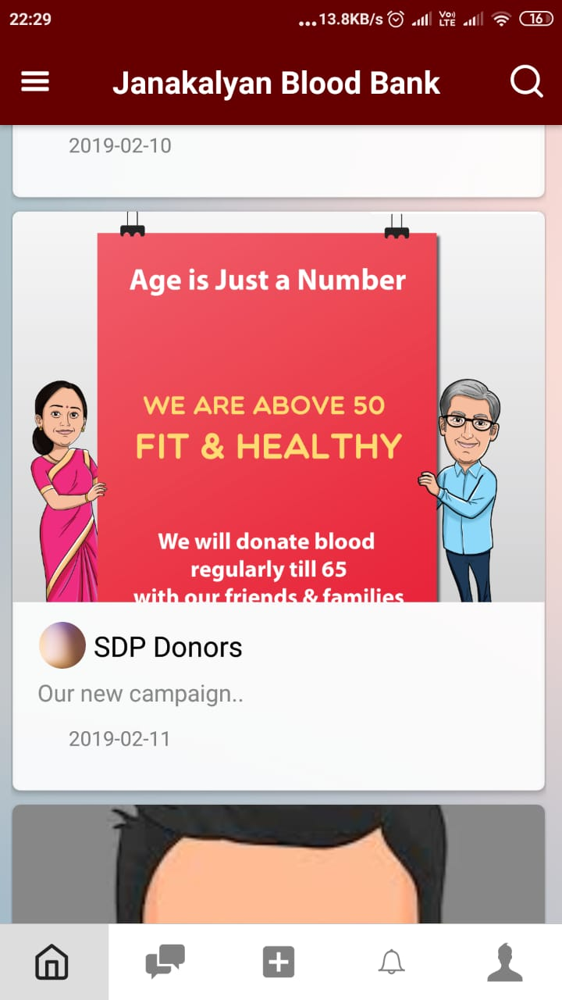 22:29
...13.8KB/s
Vo))
LTE
16
Janakalyan Blood Bank
2019-02-10
Age is Just a Number
WE ARE ABOVE 50
FIT & HEALTHY
We will donate blood
regularly till 65
with our friends & families
SDP Donors
Our new campaign..
2019-02-11